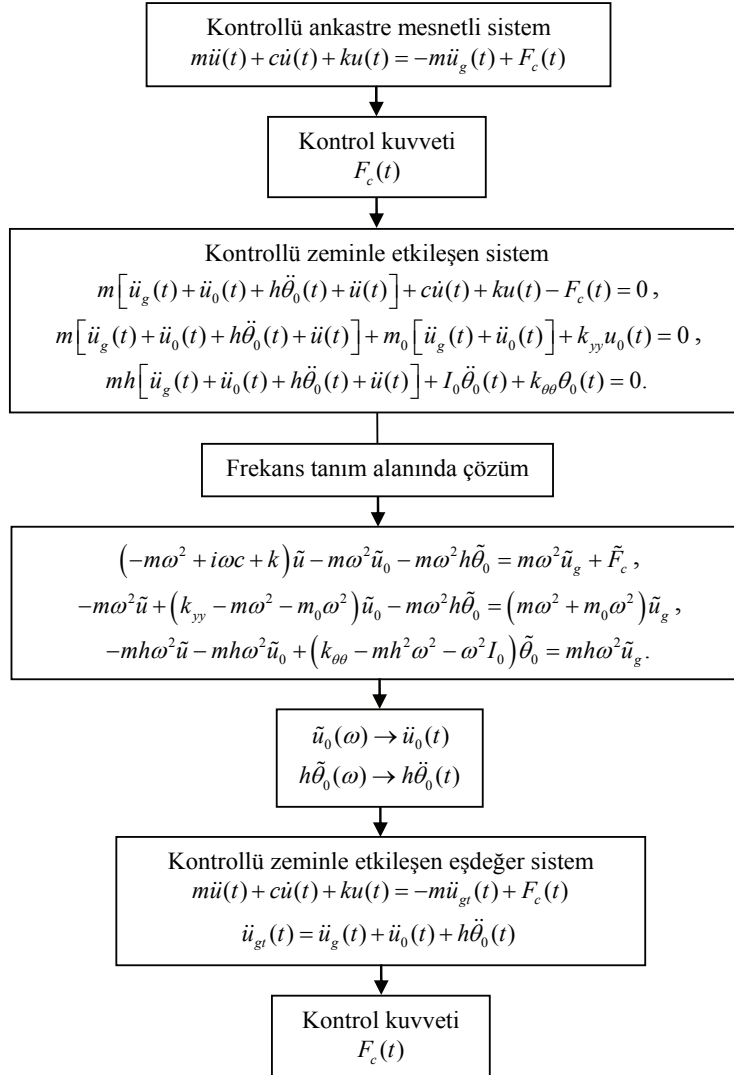 Kontrollü ankastre mesnetli sistem
mü(t) + cu̇(t) + ku(t) = −mü_g(t) + F_c(t)
Kontrol kuvveti
F_c(t)
Kontrollü zeminle etkileşen sistem
m[ü_g(t) + ü_0(t) + hθ̈_0(t) + ü(t)] + cu̇(t) + ku(t) − F_c(t) = 0 ,
m[ü_g(t) + ü_0(t) + hθ̈_0(t) + ü(t)] + m_0[ü_g(t) + ü_0(t)] + k_yy u_0(t) = 0 ,
mh[ü_g(t) + ü_0(t) + hθ̈_0(t) + ü(t)] + I_0θ̈_0(t) + k_θθ θ_0(t) = 0.
Frekans tanım alanında çözüm
(−mω² + iωc + k)ũ − mω²ũ_0 − mω²hθ̃_0 = mω²ũ_g + F̃_c ,
−mω²ũ + (k_yy − mω² − m_0ω²)ũ_0 − mω²hθ̃_0 = (mω² + m_0ω²)ũ_g ,
−mhω²ũ − mhω²ũ_0 + (k_θθ − mh²ω² − ω²I_0)θ̃_0 = mhω²ũ_g.
ũ_0(ω) → ü_0(t)
hθ̃_0(ω) → hθ̈_0(t)
Kontrollü zeminle etkileşen eşdeğer sistem
mü(t) + cu̇(t) + ku(t) = −mü_gt(t) + F_c(t)
ü_gt(t) = ü_g(t) + ü_0(t) + hθ̈_0(t)
Kontrol kuvveti
F_c(t)